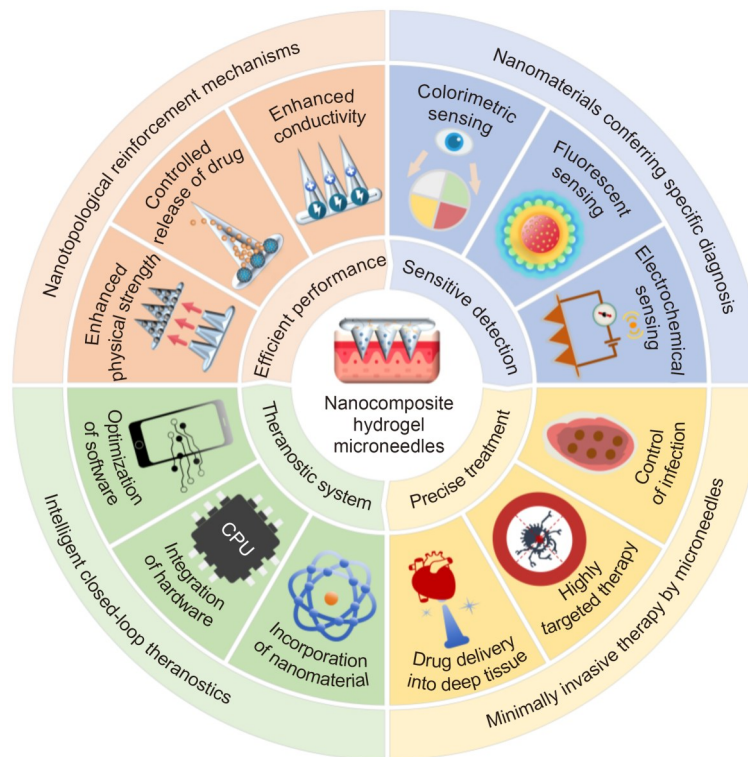 Nanotopological reinforcement mechanisms
Enhanced
physical strength
Controlled
release of drug
Enhanced
conductivity
Efficient performance
Nanomaterials conferring specific diagnosis
Colorimetric
sensing
Fluorescent
sensing
Electrochemical
sensing
Sensitive detection
Nanocomposite
hydrogel
microneedles
Precise treatment
Control
of infection
Highly
targeted therapy
Drug delivery
into deep tissue
Minimally invasive therapy by microneedles
Theranostic system
Optimization
of software
CPU
Integration
of hardware
Incorporation
of nanomaterial
Intelligent closed-loop theranostics